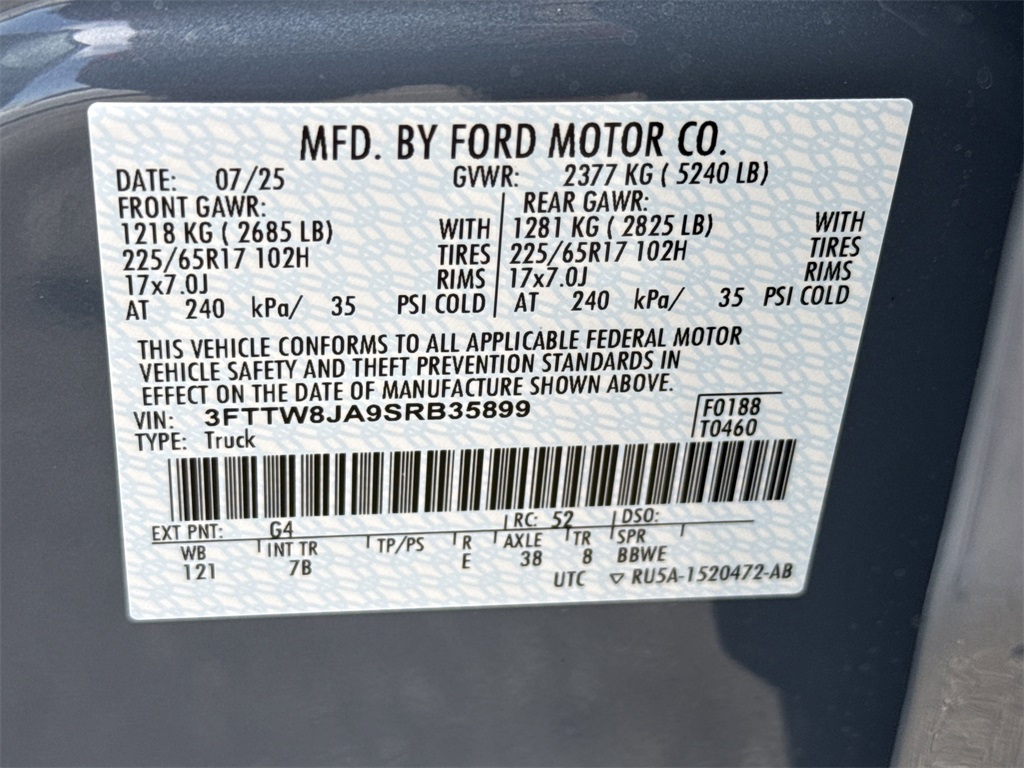 MFD. BY FORD MOTOR CO.
DATE: 07/25 GVWR: 2377 KG ( 5240 LB)
FRONT GAWR: REAR GAWR:
1218 KG ( 2685 LB) WITH 1281 KG ( 2825 LB) WITH
225/65R17 102H TIRES 225/65R17 102H TIRES
17x7.0J RIMS 17x7.0J RIMS
AT 240 kPa/ 35 PSI COLD AT 240 kPa/ 35 PSI COLD
THIS VEHICLE CONFORMS TO ALL APPLICABLE FEDERAL MOTOR
VEHICLE SAFETY AND THEFT PREVENTION STANDARDS IN
EFFECT ON THE DATE OF MANUFACTURE SHOWN ABOVE.
VIN: 3FTTW8JA9SRB35899 F0188
TYPE: Truck T0460
EXT PNT: G4 RC: 52 DSO:
WB INT TR TP/PS R AXLE TR SPR
121 7B E 38 8 BBWE
UTC ▽ RU5A-1520472-AB